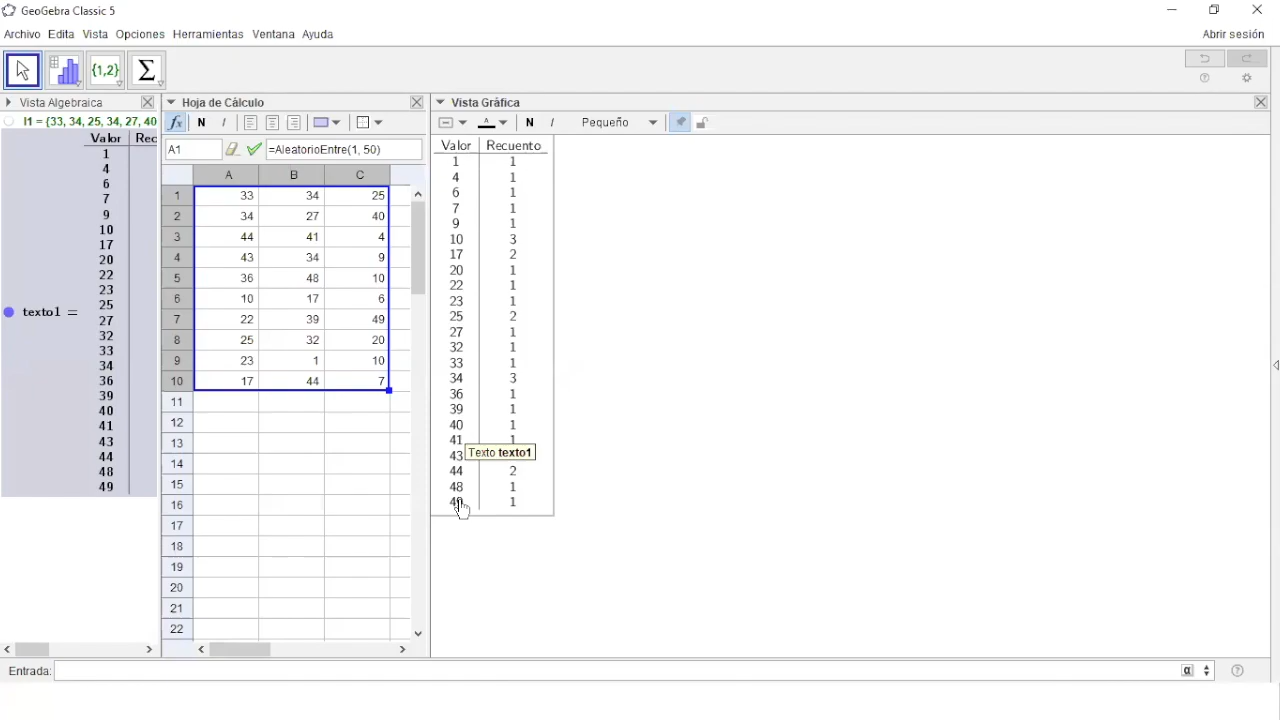 GeoGebra Classic 5
Archivo Edita Vista Opciones Herramientas Ventana Ayuda
Abrir sesión
{1,2} Σ
Vista Algebraica
l1 = {33, 34, 25, 34, 27, 40
Valor Rec
1
4
6
7
9
10
17
20
22
23
25
27
32
33
34
36
39
40
41
43
44
48
49
texto1 =
Hoja de Cálculo
fx N I
A1 =AleatorioEntre(1, 50)
A B C
1 33 34 25
2 34 27 40
3 44 41 4
4 43 34 9
5 36 48 10
6 10 17 6
7 22 39 49
8 25 32 20
9 23 1 10
10 17 44 7
11
12
13
14
15
16
17
18
19
20
21
22
Vista Gráfica
A N I Pequeño
Valor Recuento
1 1
4 1
6 1
7 1
9 1
10 3
17 2
20 1
22 1
23 1
25 2
27 1
32 1
33 1
34 3
36 1
39 1
40 1
41 1
43
Texto texto1
44 2
48 1
49 1
Entrada:
α